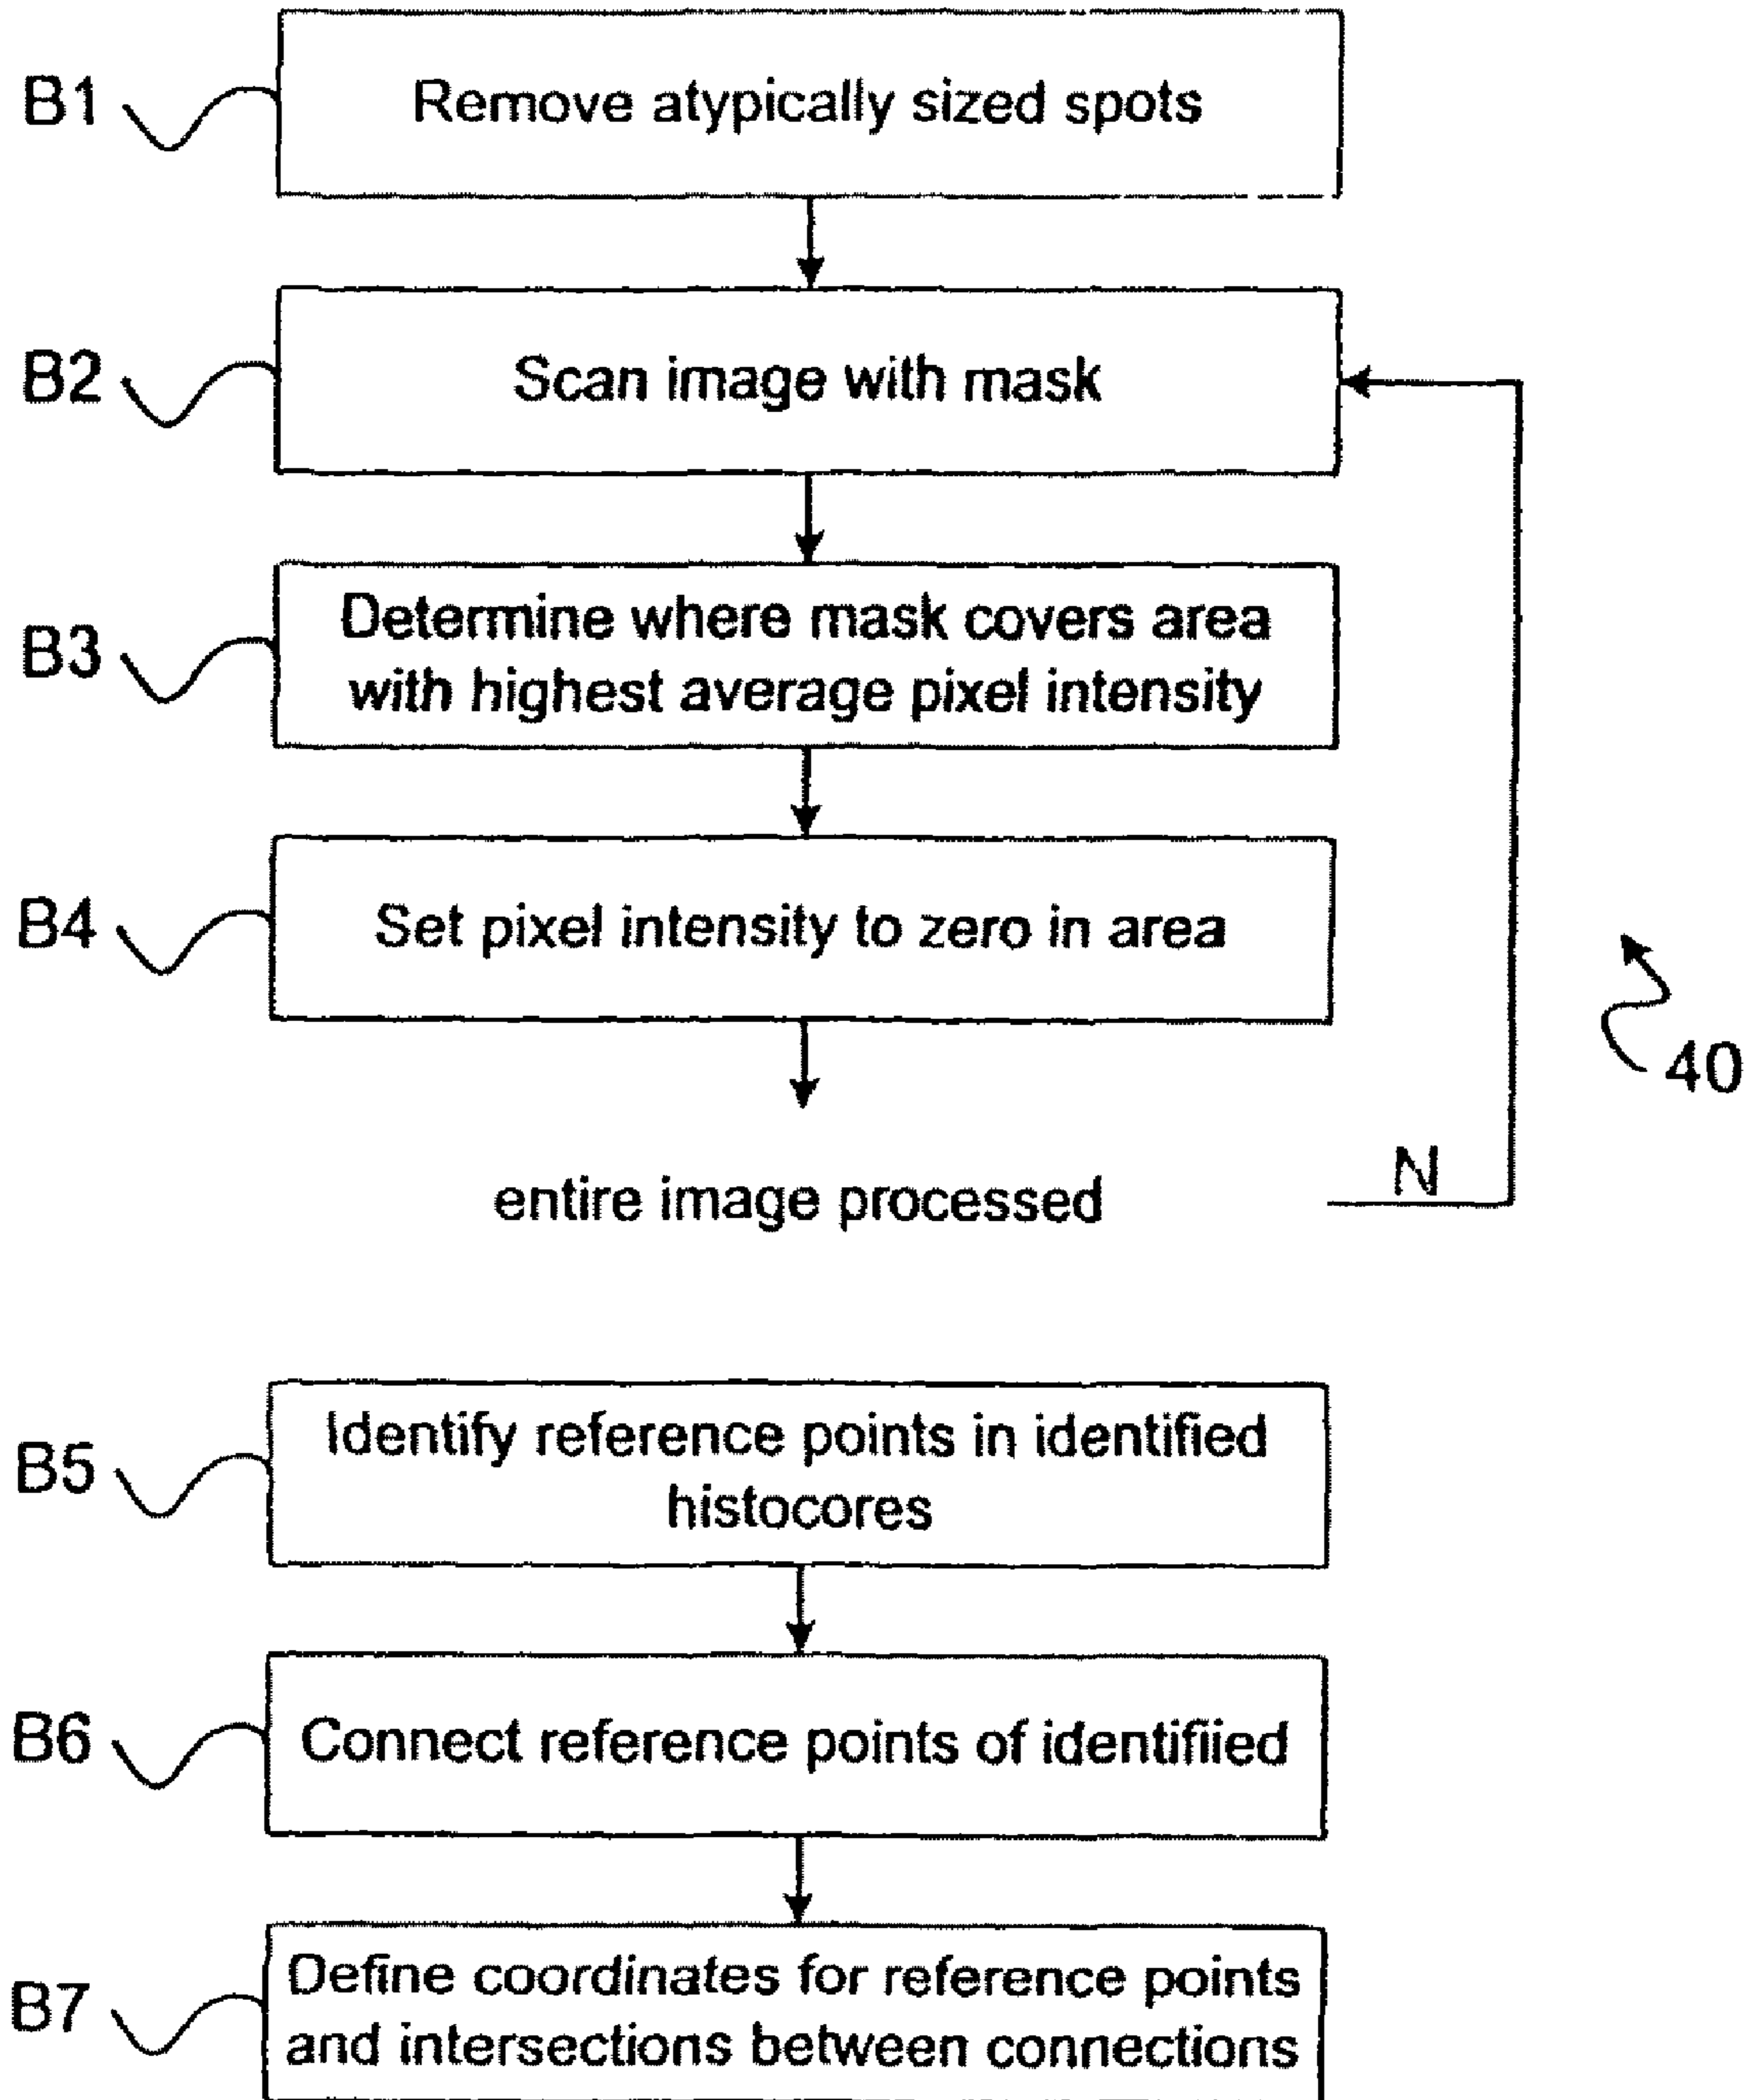 B1
Remove atypically sized spots
B2
Scan image with mask
B3
Determine where mask covers area
with highest average pixel intensity
B4
Set pixel intensity to zero in area
40
entire image processed
N
B5
Identify reference points in identified
histocores
B6
Connect reference points of identifiied
B7
Define coordinates for reference points
and intersections between connections